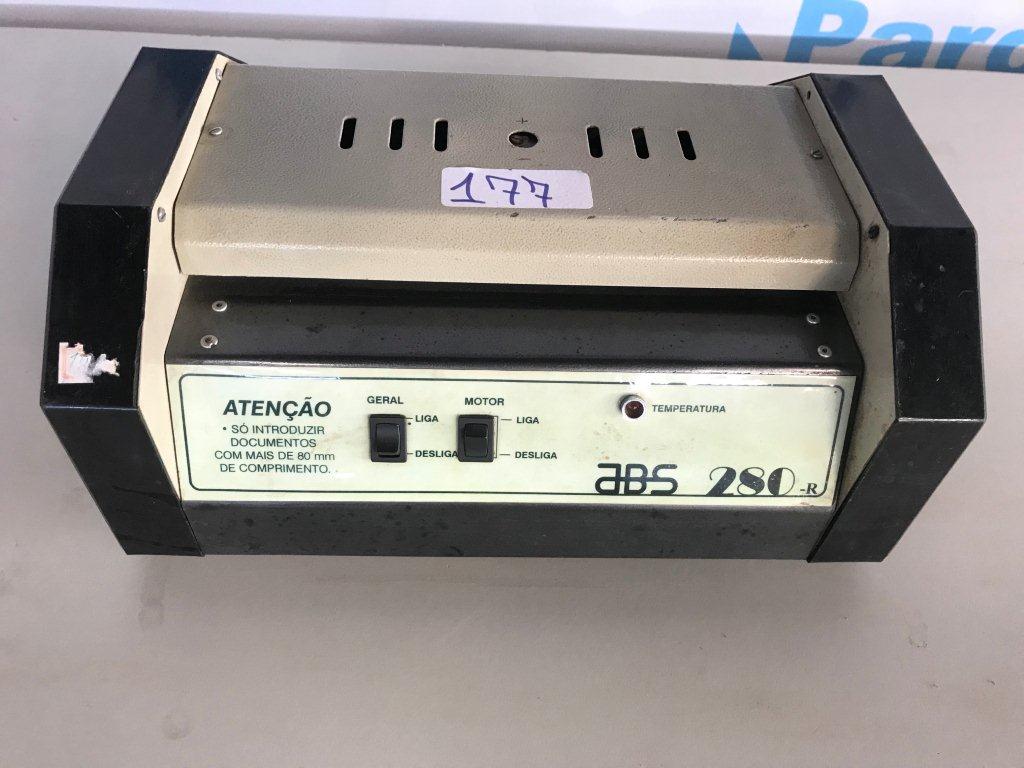 Parc
+
-
177
ATENÇÃO
• SÓ INTRODUZIR
DOCUMENTOS
COM MAIS DE 80 mm
DE COMPRIMENTO.
GERAL
LIGA
DESLIGA
MOTOR
LIGA
DESLIGA
TEMPERATURA
ABS 280-R